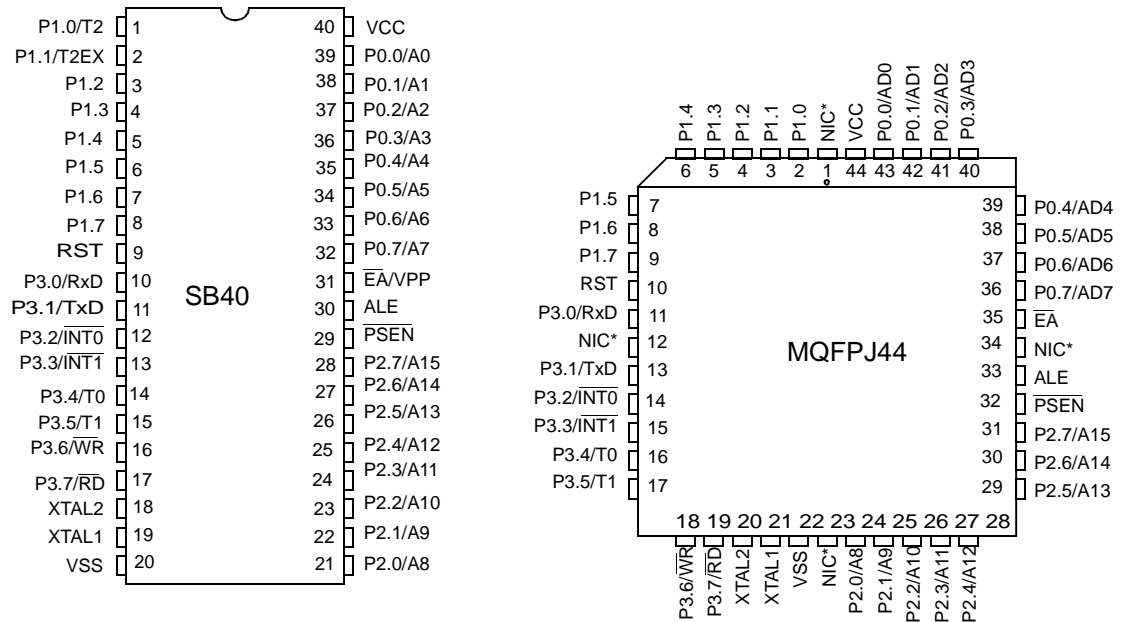 P1.0/T2 1 40 VCC
P1.1/T2EX 2 39 P0.0/A0
P1.2 3 38 P0.1/A1
P1.3 4 37 P0.2/A2
P1.4 5 36 P0.3/A3
P1.5 6 35 P0.4/A4
P1.6 7 34 P0.5/A5
P1.7 8 33 P0.6/A6
RST 9 32 P0.7/A7
P3.0/RxD 10 31 E̅A̅/VPP
SB40
P3.1/TxD 11 30 ALE
P3.2/I̅N̅T̅0̅ 12 29 P̅S̅E̅N̅
P3.3/I̅N̅T̅1̅ 13 28 P2.7/A15
P3.4/T0 14 27 P2.6/A14
P3.5/T1 15 26 P2.5/A13
P3.6/W̅R̅ 16 25 P2.4/A12
P3.7/R̅D̅ 17 24 P2.3/A11
XTAL2 18 23 P2.2/A10
XTAL1 19 22 P2.1/A9
VSS 20 21 P2.0/A8
P1.4 P1.3 P1.2 P1.1 P1.0 NIC* VCC P0.0/AD0 P0.1/AD1 P0.2/AD2 P0.3/AD3
6 5 4 3 2 1 44 43 42 41 40
P1.5 7 39 P0.4/AD4
P1.6 8 38 P0.5/AD5
P1.7 9 37 P0.6/AD6
RST 10 36 P0.7/AD7
P3.0/RxD 11 35 E̅A̅
NIC* 12 34 NIC*
MQFPJ44
P3.1/TxD 13 33 ALE
P3.2/I̅N̅T̅0̅ 14 32 P̅S̅E̅N̅
P3.3/I̅N̅T̅1̅ 15 31 P2.7/A15
P3.4/T0 16 30 P2.6/A14
P3.5/T1 17 29 P2.5/A13
18 19 20 21 22 23 24 25 26 27 28
P3.6/W̅R̅ P3.7/R̅D̅ XTAL2 XTAL1 VSS NIC* P2.0/A8 P2.1/A9 P2.2/A10 P2.3/A11 P2.4/A12